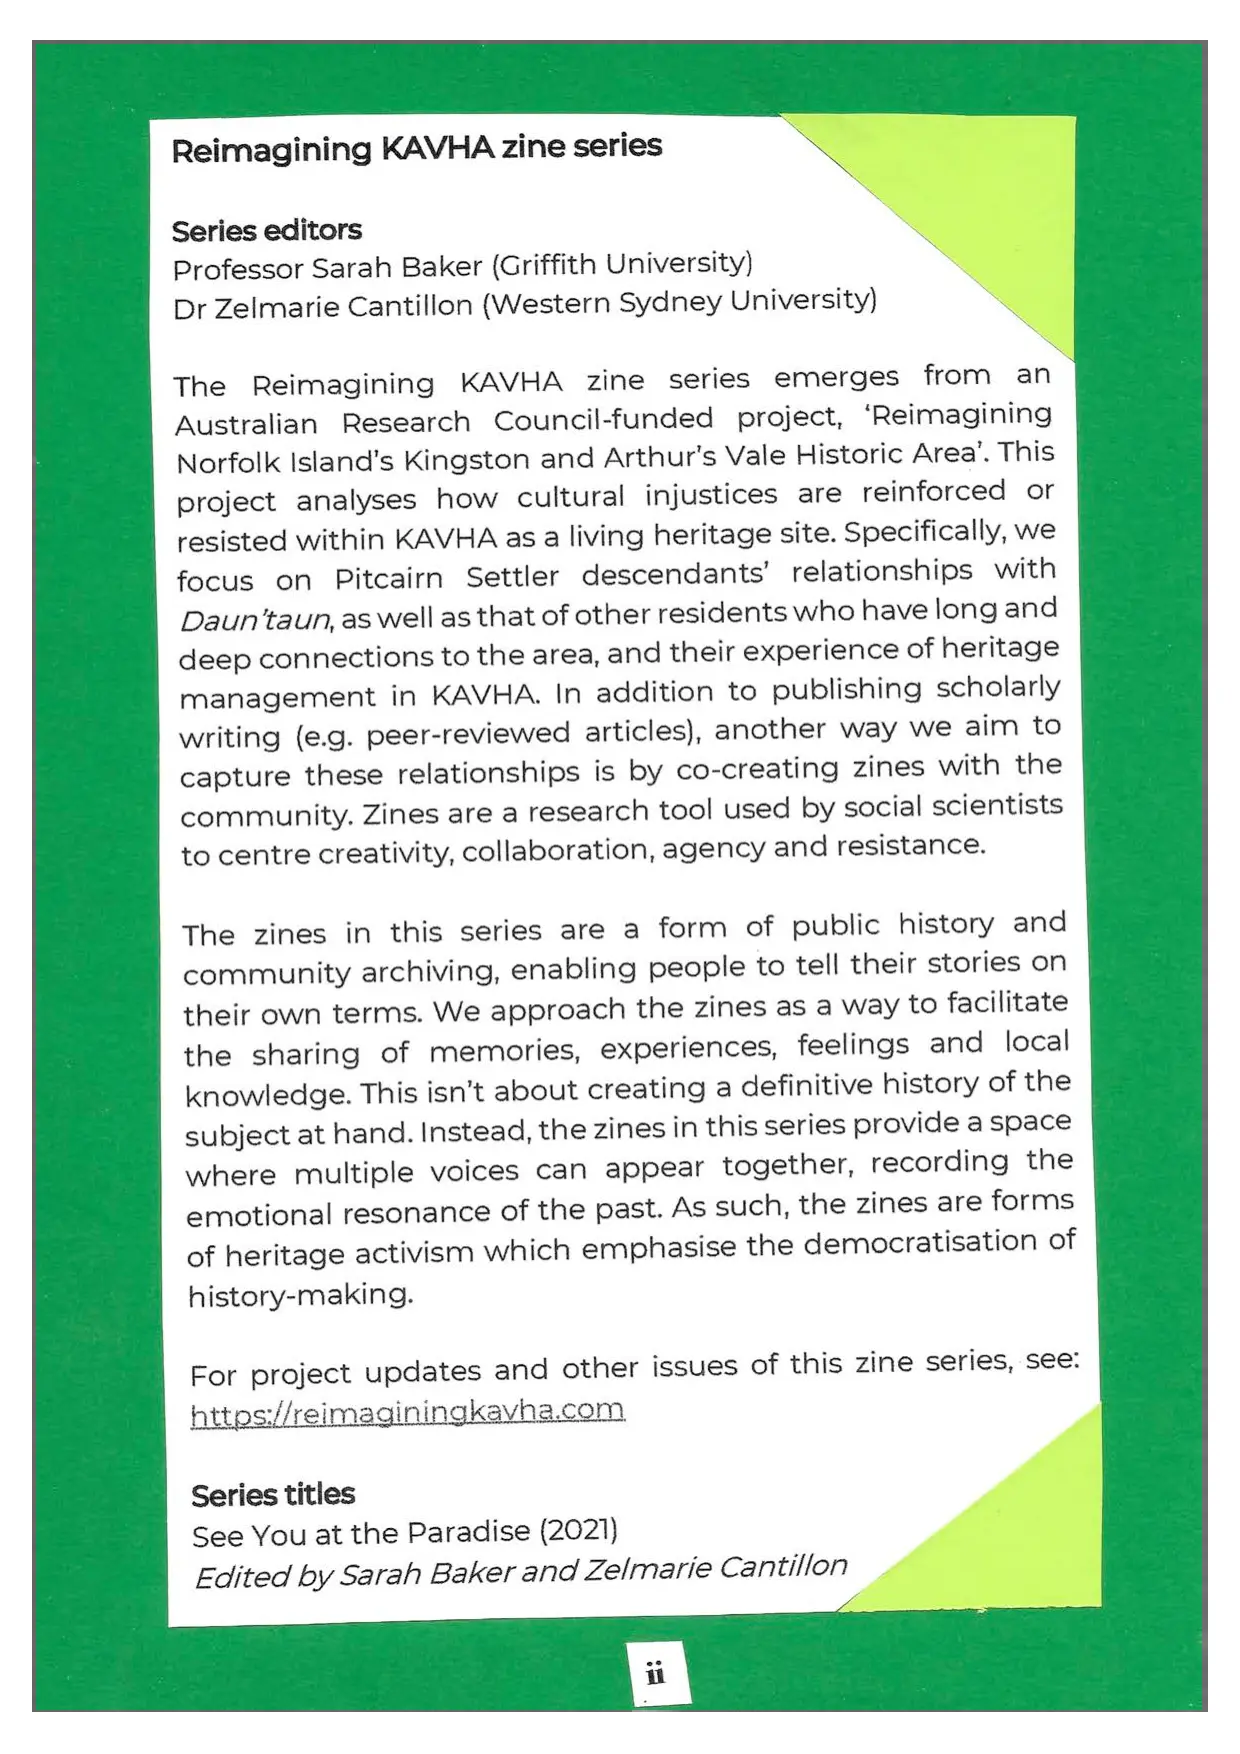 Reimagining KAVHA zine series
Series editors
Professor Sarah Baker (Griffith University)
Dr Zelmarie Cantillon (Western Sydney University)
The Reimagining KAVHA zine series emerges from an
Australian Research Council-funded project, ‘Reimagining
Norfolk Island’s Kingston and Arthur’s Vale Historic Area’. This
project analyses how cultural injustices are reinforced or
resisted within KAVHA as a living heritage site. Specifically, we
focus on Pitcairn Settler descendants’ relationships with
Daun’taun, as well as that of other residents who have long and
deep connections to the area, and their experience of heritage
management in KAVHA. In addition to publishing scholarly
writing (e.g. peer-reviewed articles), another way we aim to
capture these relationships is by co-creating zines with the
community. Zines are a research tool used by social scientists
to centre creativity, collaboration, agency and resistance.
The zines in this series are a form of public history and
community archiving, enabling people to tell their stories on
their own terms. We approach the zines as a way to facilitate
the sharing of memories, experiences, feelings and local
knowledge. This isn’t about creating a definitive history of the
subject at hand. Instead, the zines in this series provide a space
where multiple voices can appear together, recording the
emotional resonance of the past. As such, the zines are forms
of heritage activism which emphasise the democratisation of
history-making.
For project updates and other issues of this zine series, see:
https://reimaginingkavha.com
Series titles
See You at the Paradise (2021)
Edited by Sarah Baker and Zelmarie Cantillon
ii